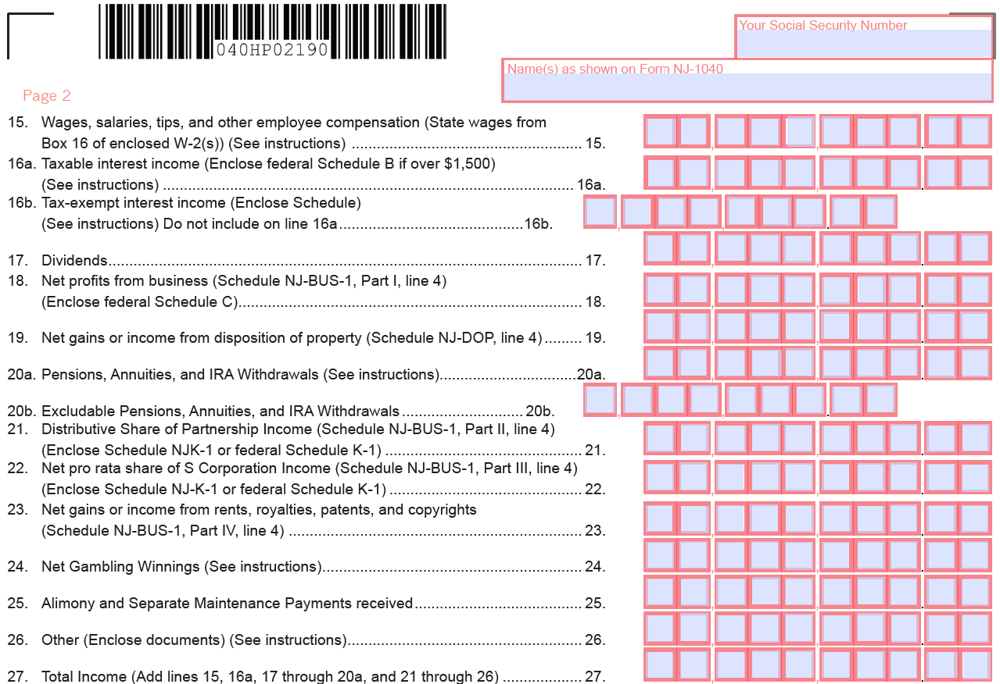 040HP02190
Your Social Security Number
Name(s) as shown on Form NJ-1040
Page 2
15. Wages, salaries, tips, and other employee compensation (State wages from
Box 16 of enclosed W-2(s)) (See instructions) ........................................................... 15.
16a. Taxable interest income (Enclose federal Schedule B if over $1,500)
(See instructions) ............................................................................................................. 16a.
16b. Tax-exempt interest income (Enclose Schedule)
(See instructions) Do not include on line 16a.................................................16b.
17. Dividends............................................................................................................................. 17.
18. Net profits from business (Schedule NJ-BUS-1, Part I, line 4)
(Enclose federal Schedule C)........................................................................................... 18.
19. Net gains or income from disposition of property (Schedule NJ-DOP, line 4)......... 19.
20a. Pensions, Annuities, and IRA Withdrawals (See instructions)....................................20a.
20b. Excludable Pensions, Annuities, and IRA Withdrawals ................................ 20b.
21. Distributive Share of Partnership Income (Schedule NJ-BUS-1, Part II, line 4)
(Enclose Schedule NJK-1 or federal Schedule K-1) .................................................... 21.
22. Net pro rata share of S Corporation Income (Schedule NJ-BUS-1, Part III, line 4)
(Enclose Schedule NJ-K-1 or federal Schedule K-1) ................................................... 22.
23. Net gains or income from rents, royalties, patents, and copyrights
(Schedule NJ-BUS-1, Part IV, line 4) .............................................................................. 23.
24. Net Gambling Winnings (See instructions)..................................................................... 24.
25. Alimony and Separate Maintenance Payments received............................................ 25.
26. Other (Enclose documents) (See instructions).............................................................. 26.
27. Total Income (Add lines 15, 16a, 17 through 20a, and 21 through 26) ..................... 27.